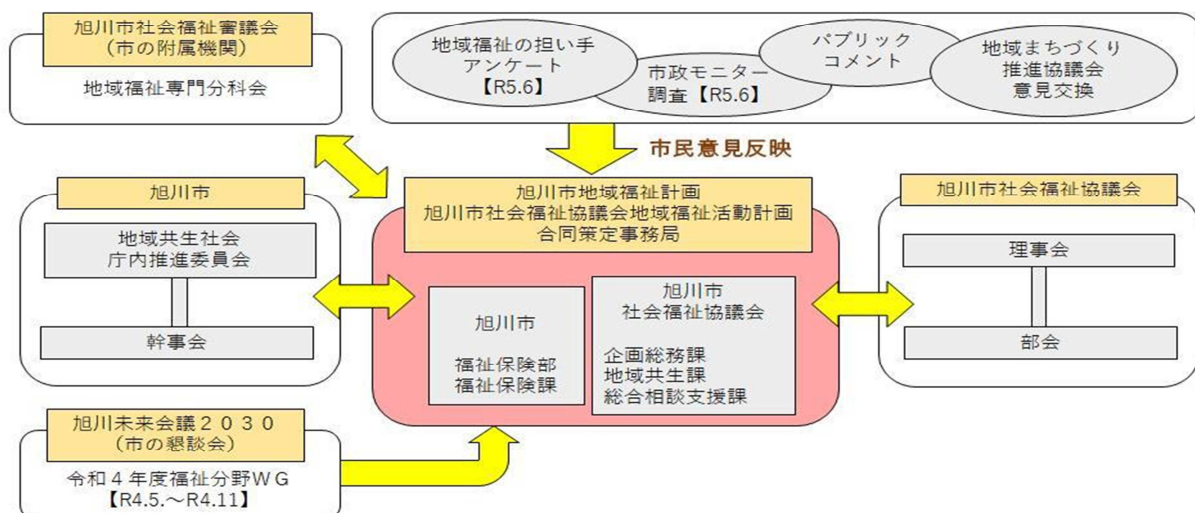 旭川市社会福祉審議会
（市の附属機関）
地域福祉専門分科会
地域福祉の担い手
アンケート
【R5.6】
市政モニター
調査【R5.6】
パブリック
コメント
地域まちづくり
推進協議会
意見交換
市民意見反映
旭川市
地域共生社会
庁内推進委員会
幹事会
旭川市地域福祉計画
旭川市社会福祉協議会地域福祉活動計画
合同策定事務局
旭川市
福祉保険部
福祉保険課
旭川市
社会福祉協議会
企画総務課
地域共生課
総合相談支援課
旭川市社会福祉協議会
理事会
部会
旭川未来会議２０３０
（市の懇談会）
令和４年度福祉分野ＷＧ
【R4.5.～R4.11】